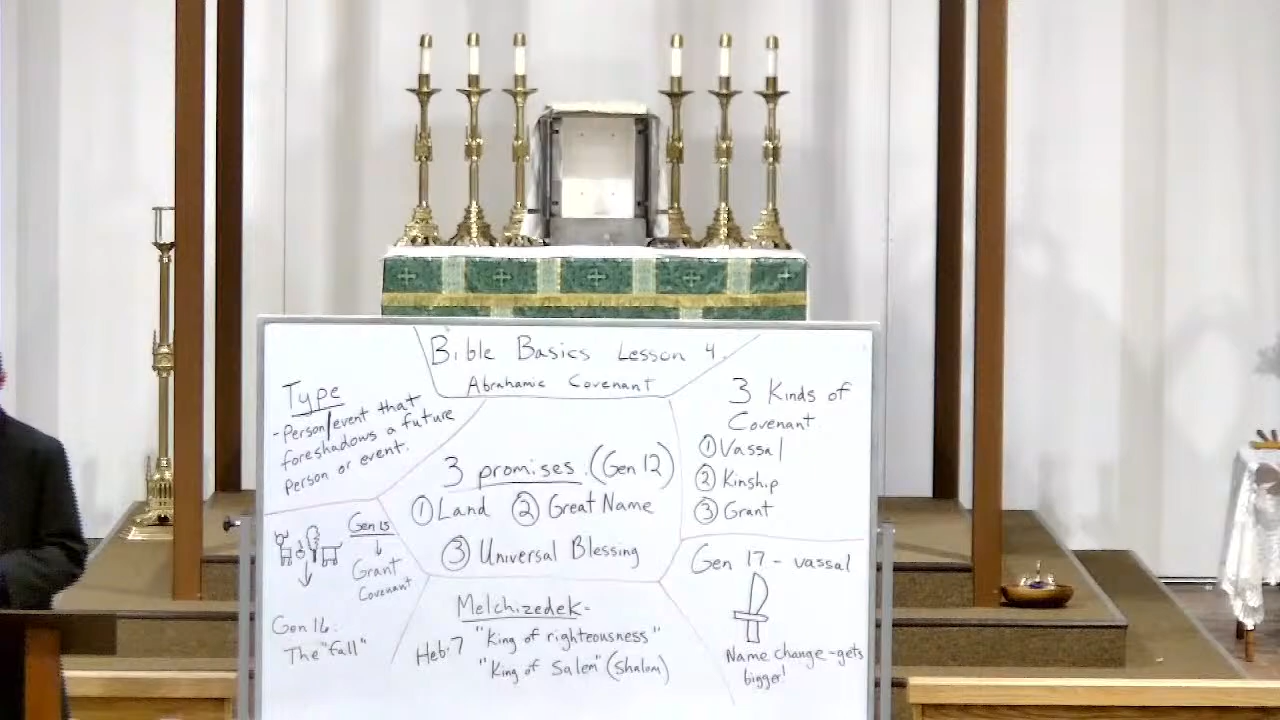 Bible Basics Lesson 4.
Abrahamic Covenant
Type
- Person/event that
foreshadows a future
person or event.
3 promises. (Gen 12)
① Land ② Great Name
③ Universal Blessing
3 Kinds of
Covenant
① Vassal
② Kinship
③ Grant
Gen 15
Grant
Covenant
Gen 16.
The "fall"
Melchizedek-
Heb. 7 "King of righteousness"
"King of Salem" (Shalom)
Gen 17 - vassal
Name change - gets
bigger!